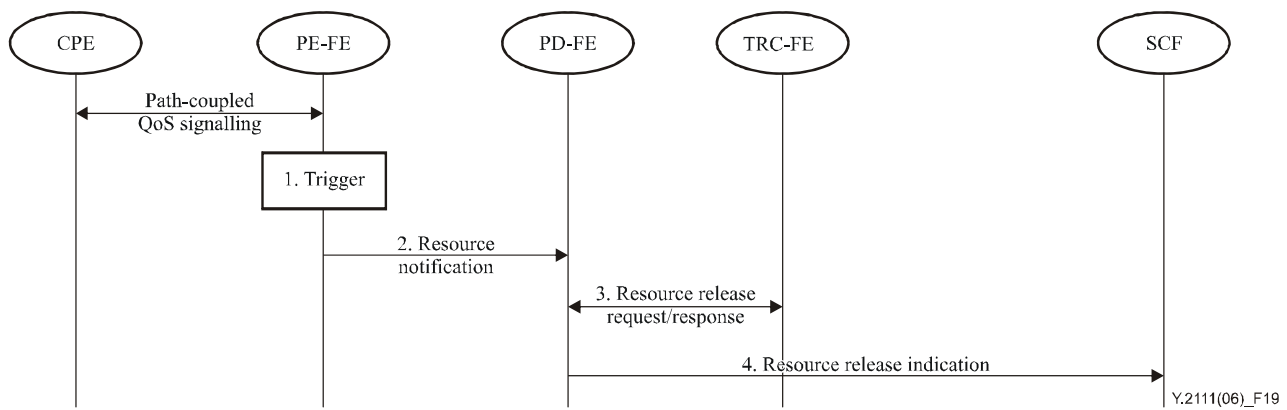 CPE
PE-FE
PD-FE
TRC-FE
SCF
Path-coupled
QoS signalling
1. Trigger
2. Resource
notification
3. Resource release
request/response
4. Resource release indication
Y.2111(06)_F19